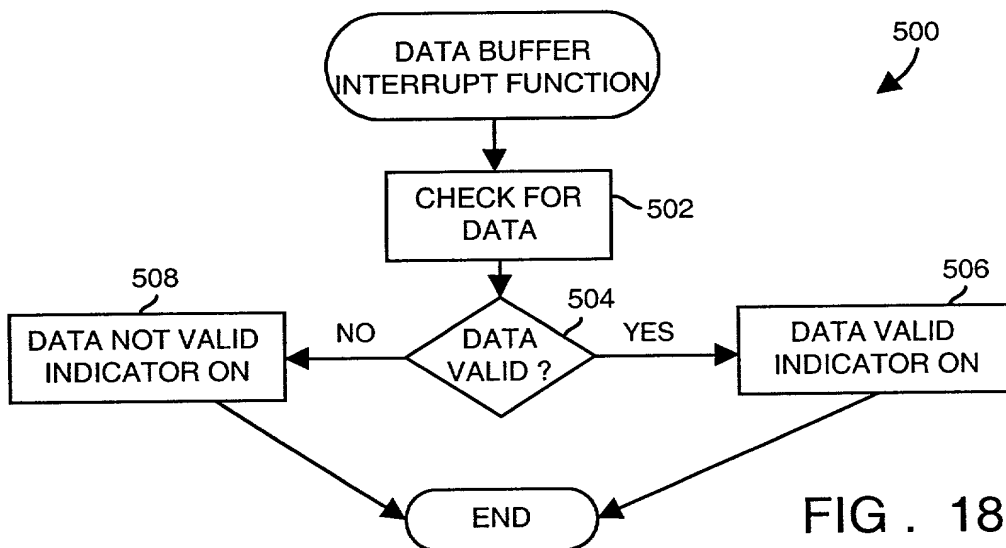 DATA BUFFER
INTERRUPT FUNCTION
500
CHECK FOR
DATA
502
508
504
506
DATA NOT VALID
INDICATOR ON
NO
DATA
VALID ?
YES
DATA VALID
INDICATOR ON
END
FIG . 18